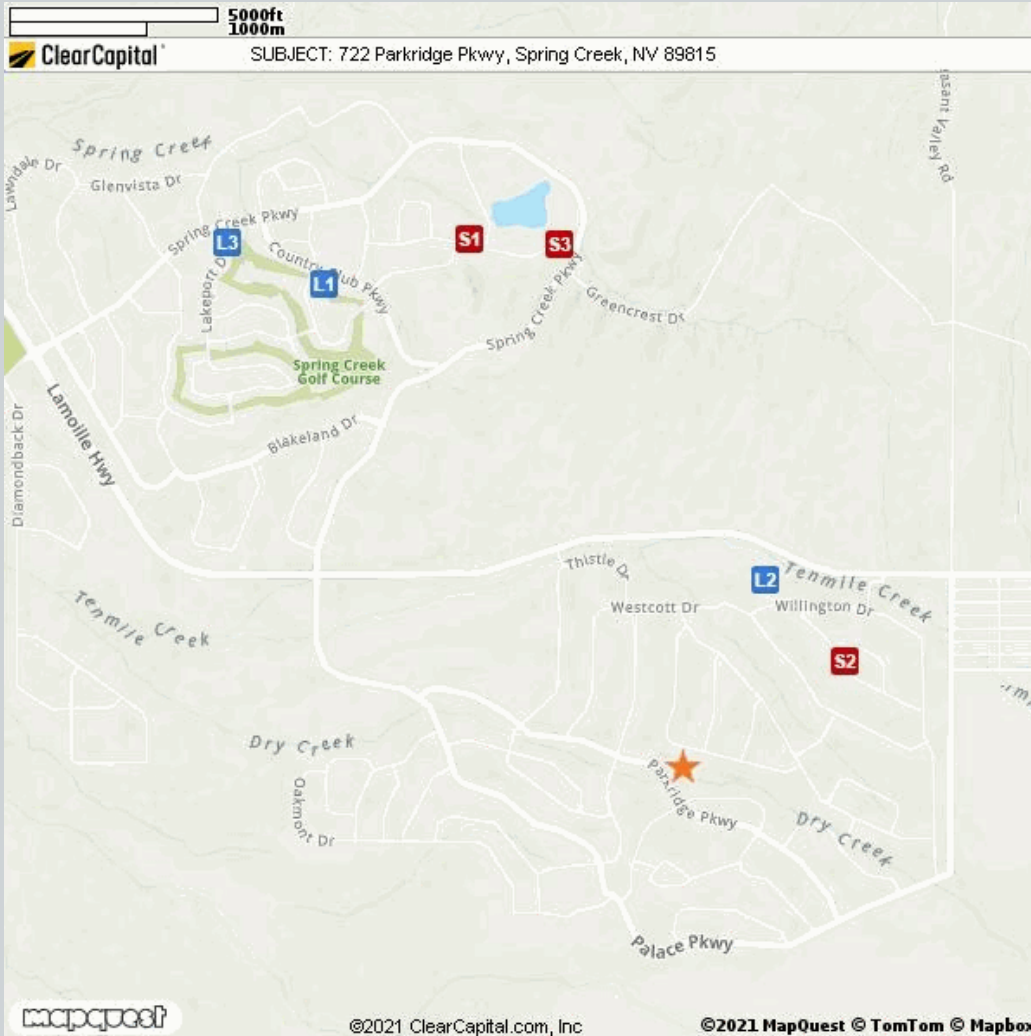 5000ft
1000m
ClearCapital
SUBJECT: 722 Parkridge Pkwy, Spring Creek, NV 89815
Spring Creek
Lawndale Dr
Glenvista Dr
Valley Rd
Spring Creek Pkwy
L3
Country Club Pkwy
S1
S3
L1
Lakeport Dr
Spring Creek Pkwy
Greencrest Dr
Spring Creek
Golf Course
Lamoille Hwy
Blakeland Dr
Diamondback Dr
Thistle Dr
L2
Tenmile Creek
Westcott Dr
Willington Dr
Tenmile Creek
S2
Dry Creek
Parkridge Pkwy
Oakmont Dr
Dry Creek
Palace Pkwy
mapquest
©2021 ClearCapital.com, Inc
©2021 MapQuest © TomTom © Mapbox